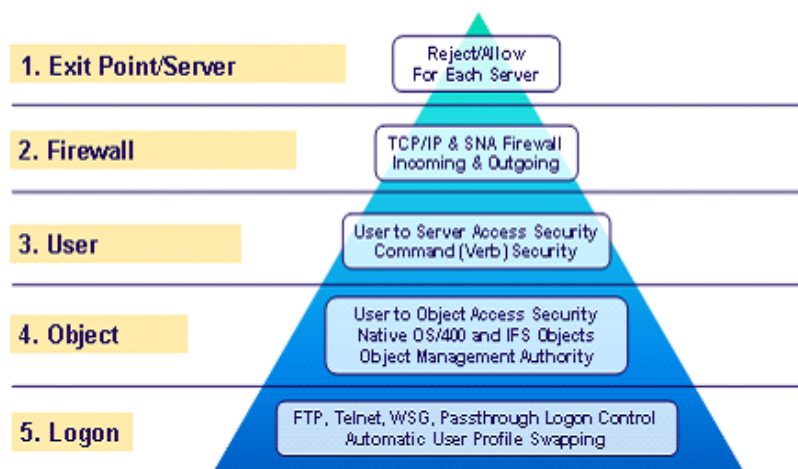 1. Exit Point/Server
Reject/Allow
For Each Server
2. Firewall
TCP/IP & SNA Firewall
Incoming & Outgoing
3. User
User to Server Access Security
Command (Verb) Security
4. Object
User to Object Access Security
Native OS/400 and IFS Objects
Object Management Authority
5. Logon
FTP, Telnet, WSG, Passthrough Logon Control
Automatic User Profile Swapping